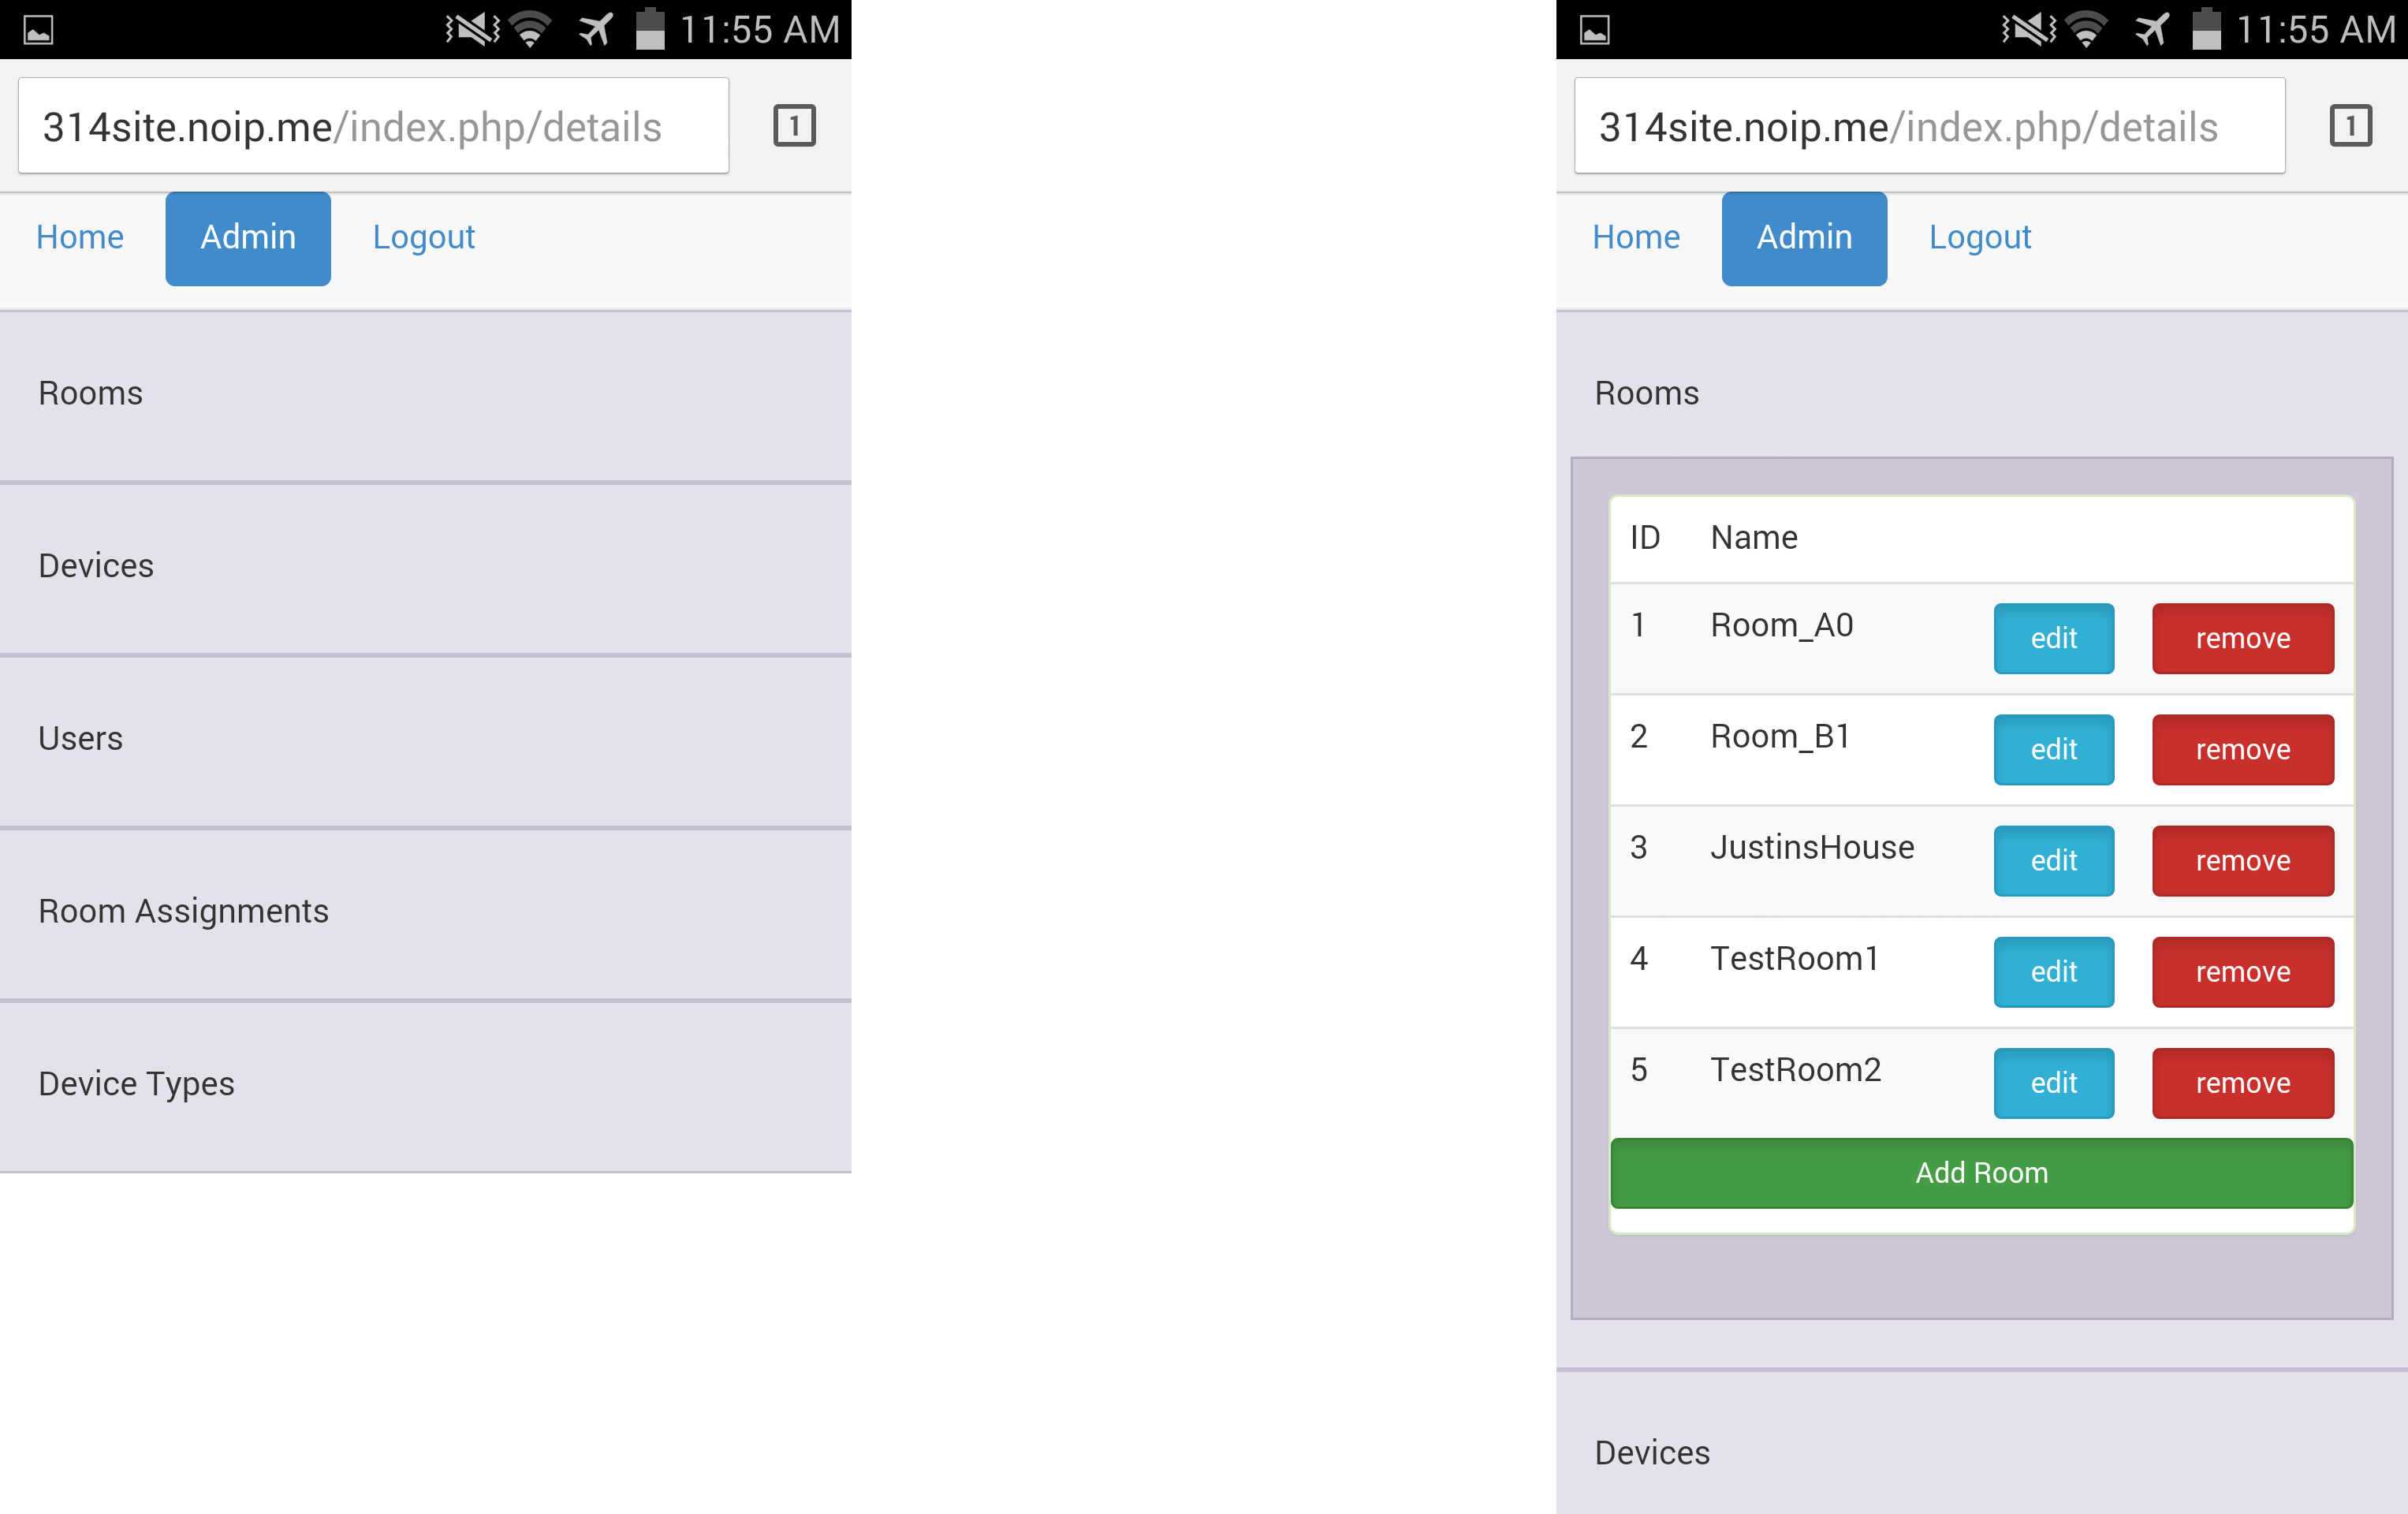 11:55 AM
314site.noip.me/index.php/details
1
Home Admin Logout
Rooms
Devices
Users
Room Assignments
Device Types
11:55 AM
314site.noip.me/index.php/details
1
Home Admin Logout
Rooms
ID Name
1 Room_A0 edit remove
2 Room_B1 edit remove
3 JustinsHouse edit remove
4 TestRoom1 edit remove
5 TestRoom2 edit remove
Add Room
Devices